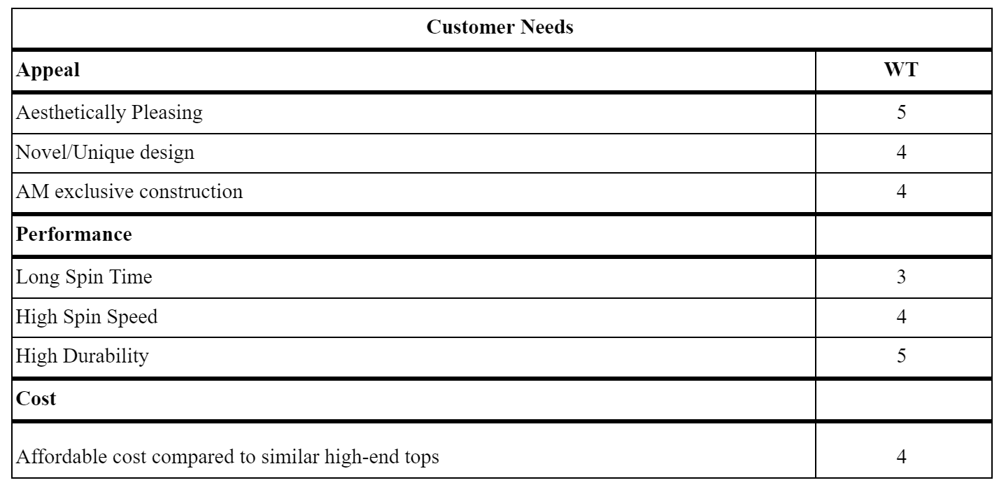 Customer Needs
Appeal WT
Aesthetically Pleasing 5
Novel/Unique design 4
AM exclusive construction 4
Performance
Long Spin Time 3
High Spin Speed 4
High Durability 5
Cost
Affordable cost compared to similar high-end tops 4